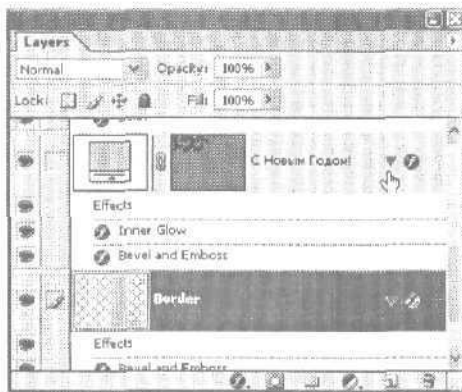 Layers
Normal Opacity: 100%
Lock: Fill: 100%
С Новым Годом!
Effects
Inner Glow
Bevel and Emboss
Border
Effects
Bevel and Emboss